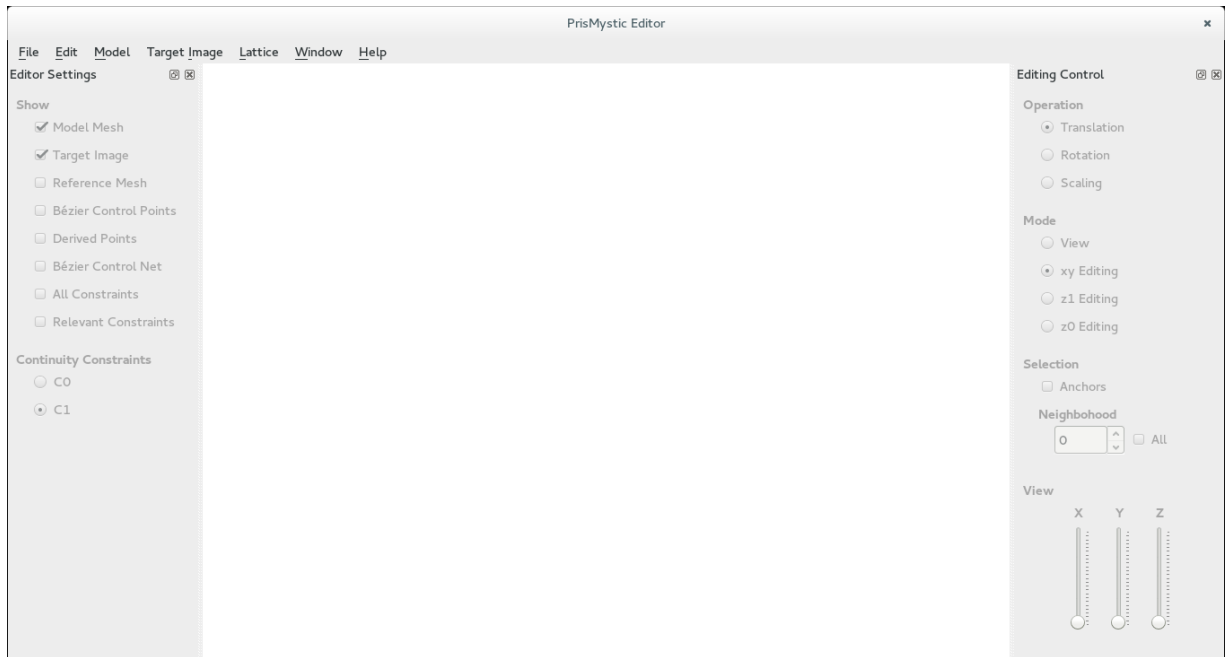 PrisMystic Editor
File Edit Model Target Image Lattice Window Help
Editor Settings
Show
Model Mesh
Target Image
Reference Mesh
Bézier Control Points
Derived Points
Bézier Control Net
All Constraints
Relevant Constraints
Continuity Constraints
C0
C1
Editing Control
Operation
Translation
Rotation
Scaling
Mode
View
xy Editing
z1 Editing
z0 Editing
Selection
Anchors
Neighbohood
0 All
View
X Y Z